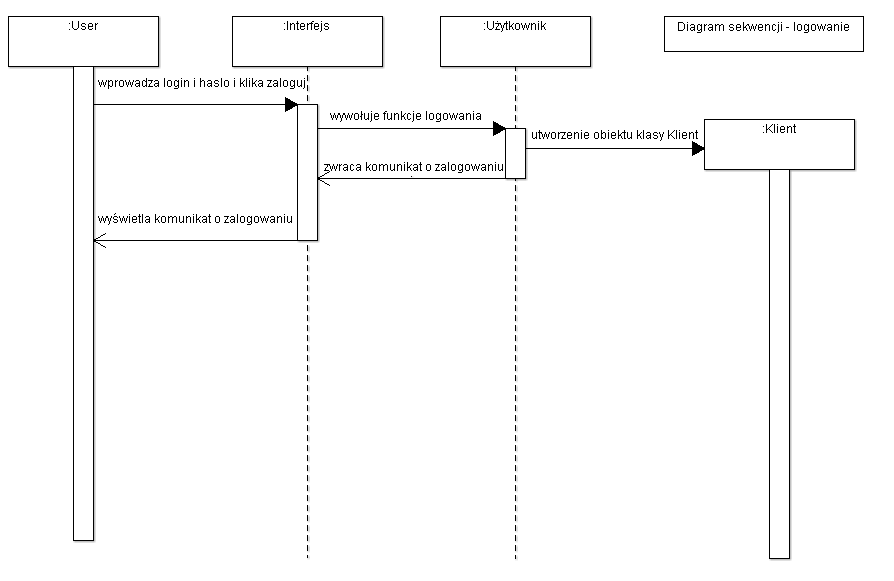 :User
:Interfejs
:Użytkownik
Diagram sekwencji - logowanie
wprowadza login i haslo i klika zaloguj
wywołuje funkcje logowania
:Klient
utworzenie obiektu klasy Klient
zwraca komunikat o zalogowaniu
wyświetla komunikat o zalogowaniu